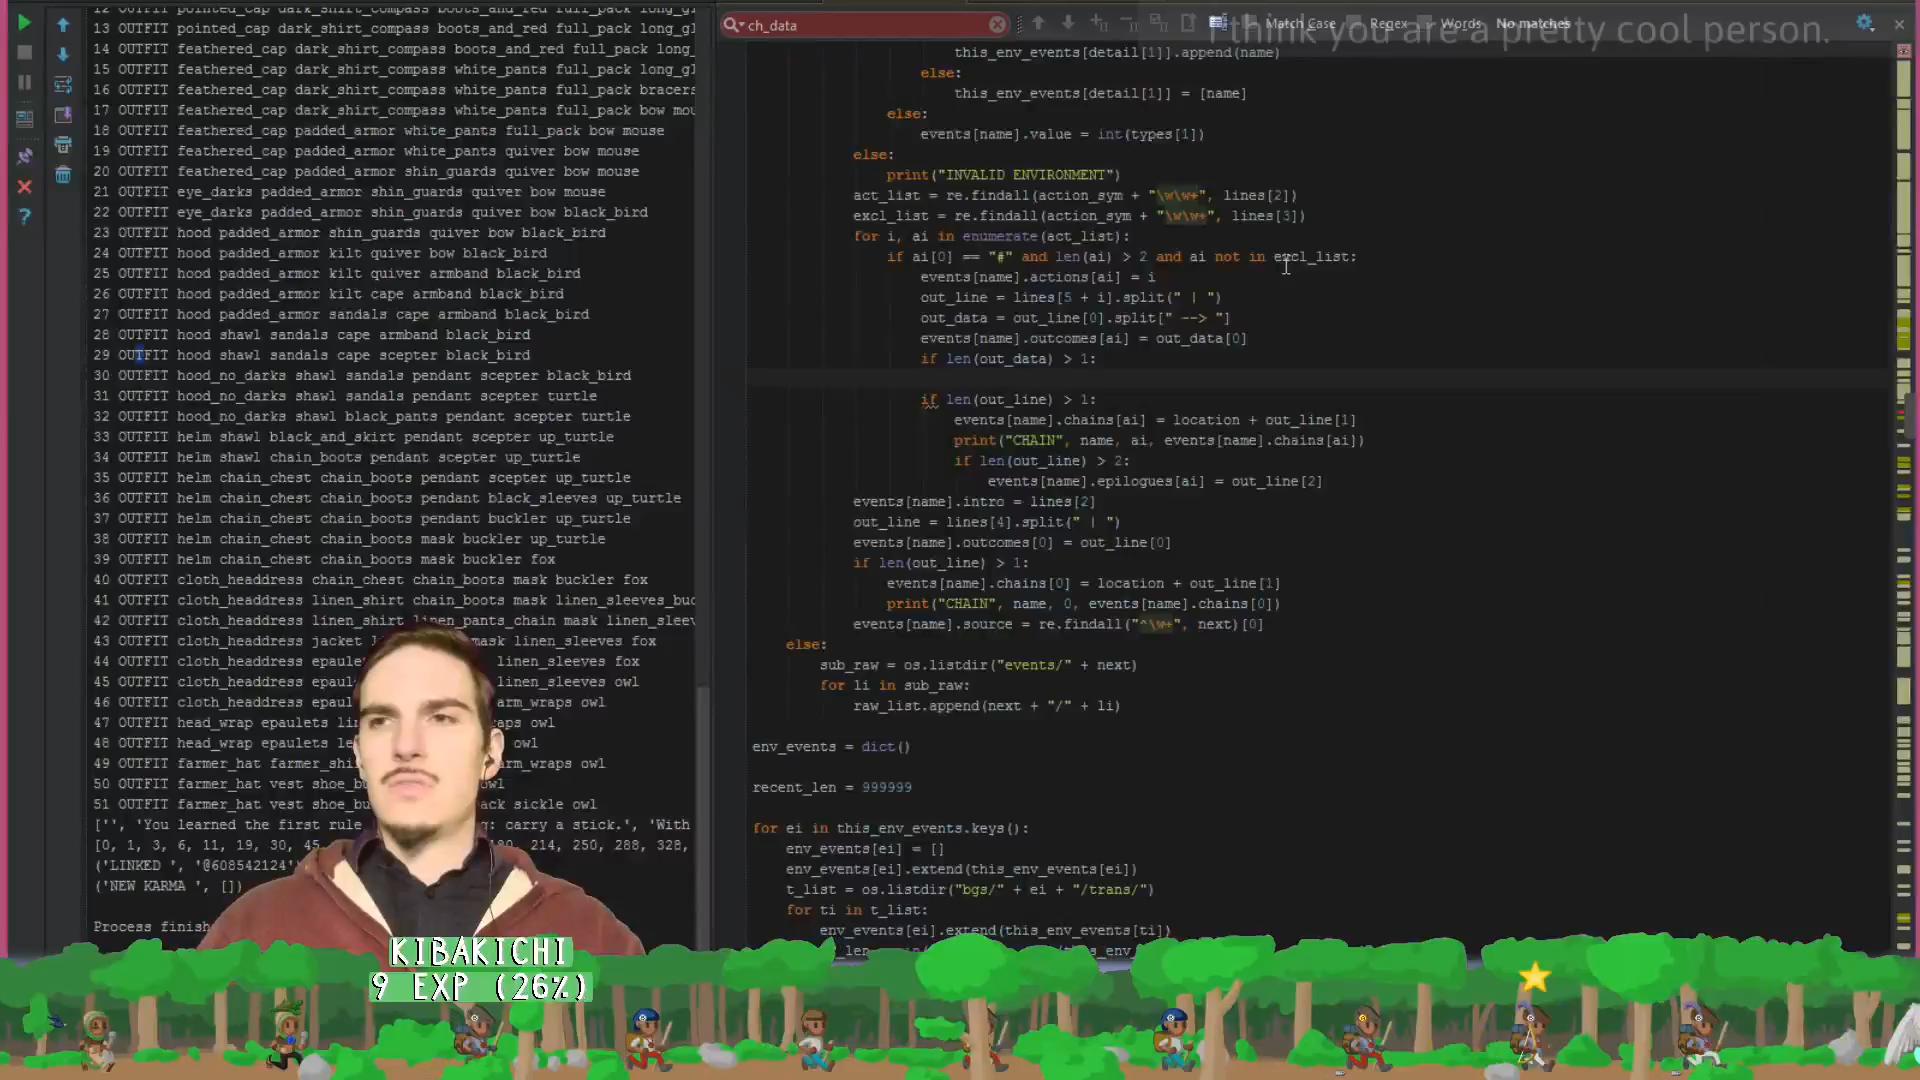 12 OUTFIT pointed_cap dark_shirt_compass boots_and_red full_pack
13 OUTFIT pointed_cap dark_shirt_compass boots_and_red full_pack long_gl
14 OUTFIT feathered_cap dark_shirt_compass boots_and_red full_pack long_
15 OUTFIT feathered_cap dark_shirt_compass white_pants full_pack long_gl
16 OUTFIT feathered_cap dark_shirt_compass white_pants full_pack bracers
17 OUTFIT feathered_cap dark_shirt_compass white_pants full_pack bow mou
18 OUTFIT feathered_cap padded_armor white_pants full_pack bow mouse
19 OUTFIT feathered_cap padded_armor white_pants quiver bow mouse
20 OUTFIT feathered_cap padded_armor shin_guards quiver bow mouse
21 OUTFIT eye_darks padded_armor shin_guards quiver bow mouse
22 OUTFIT eye_darks padded_armor shin_guards quiver bow black_bird
23 OUTFIT hood padded_armor shin_guards quiver bow black_bird
24 OUTFIT hood padded_armor kilt quiver bow black_bird
25 OUTFIT hood padded_armor kilt quiver armband black_bird
26 OUTFIT hood padded_armor kilt cape armband black_bird
27 OUTFIT hood padded_armor sandals cape armband black_bird
28 OUTFIT hood shawl sandals cape armband black_bird
29 OUTFIT hood shawl sandals cape scepter black_bird
30 OUTFIT hood_no_darks shawl sandals pendant scepter black_bird
31 OUTFIT hood_no_darks shawl sandals pendant scepter turtle
32 OUTFIT hood_no_darks shawl black_pants pendant scepter turtle
33 OUTFIT helm shawl black_and_skirt pendant scepter up_turtle
34 OUTFIT helm shawl chain_boots pendant scepter up_turtle
35 OUTFIT helm chain_chest chain_boots pendant scepter up_turtle
36 OUTFIT helm chain_chest chain_boots pendant black_sleeves up_turtle
37 OUTFIT helm chain_chest chain_boots pendant buckler up_turtle
38 OUTFIT helm chain_chest chain_boots mask buckler up_turtle
39 OUTFIT helm chain_chest chain_boots mask buckler fox
40 OUTFIT cloth_headdress chain_chest chain_boots mask buckler fox
41 OUTFIT cloth_headdress linen_shirt chain_boots mask linen_sleeves_buc
42 OUTFIT cloth_headdress linen_shirt linen_pants_chain mask linen_sleev
43 OUTFIT cloth_headdress jacket l mask linen_sleeves fox
44 OUTFIT cloth_headdress epaule linen_sleeves fox
45 OUTFIT cloth_headdress epaul linen_sleeves owl
46 OUTFIT cloth_headdress epaul arm_wraps owl
47 OUTFIT head_wrap epaulets li aps owl
48 OUTFIT head_wrap epaulets le owl
49 OUTFIT farmer_hat farmer_shi arm_wraps owl
50 OUTFIT farmer_hat vest shoe_b owl
51 OUTFIT farmer_hat vest shoe_bu ack sickle owl
['', 'You learned the first rule g: carry a stick.', 'With
[0, 1, 3, 6, 11, 19, 30, 45, 180, 214, 250, 288, 328,
('LINKED ', '@608542124'
('NEW KARMA ', [])
Process finish
KIBAKICHI
9 EXP (26%)
ch_data
Match Case Regex Words No matches
I think you are a pretty cool person.
this_env_events[detail[1]].append(name)
else:
this_env_events[detail[1]] = [name]
else:
events[name].value = int(types[1])
else:
print("INVALID ENVIRONMENT")
act_list = re.findall(action_sym + "\w\w+", lines[2])
excl_list = re.findall(action_sym + "\w\w+", lines[3])
for i, ai in enumerate(act_list):
if ai[0] == "#" and len(ai) > 2 and ai not in excl_list:
events[name].actions[ai] = i
out_line = lines[5 + i].split(" | ")
out_data = out_line[0].split[" --> "]
events[name].outcomes[ai] = out_data[0]
if len(out_data) > 1:
if len(out_line) > 1:
events[name].chains[ai] = location + out_line[1]
print("CHAIN", name, ai, events[name].chains[ai])
if len(out_line) > 2:
events[name].epilogues[ai] = out_line[2]
events[name].intro = lines[2]
out_line = lines[4].split(" | ")
events[name].outcomes[0] = out_line[0]
if len(out_line) > 1:
events[name].chains[0] = location + out_line[1]
print("CHAIN", name, 0, events[name].chains[0])
events[name].source = re.findall("^\w+", next)[0]
else:
sub_raw = os.listdir("events/" + next)
for li in sub_raw:
raw_list.append(next + "/" + li)
env_events = dict()
recent_len = 999999
for ei in this_env_events.keys():
env_events[ei] = []
env_events[ei].extend(this_env_events[ei])
t_list = os.listdir("bgs/" + ei + "/trans/")
for ti in t_list:
env_events[ei].extend(this_env_events[ti])